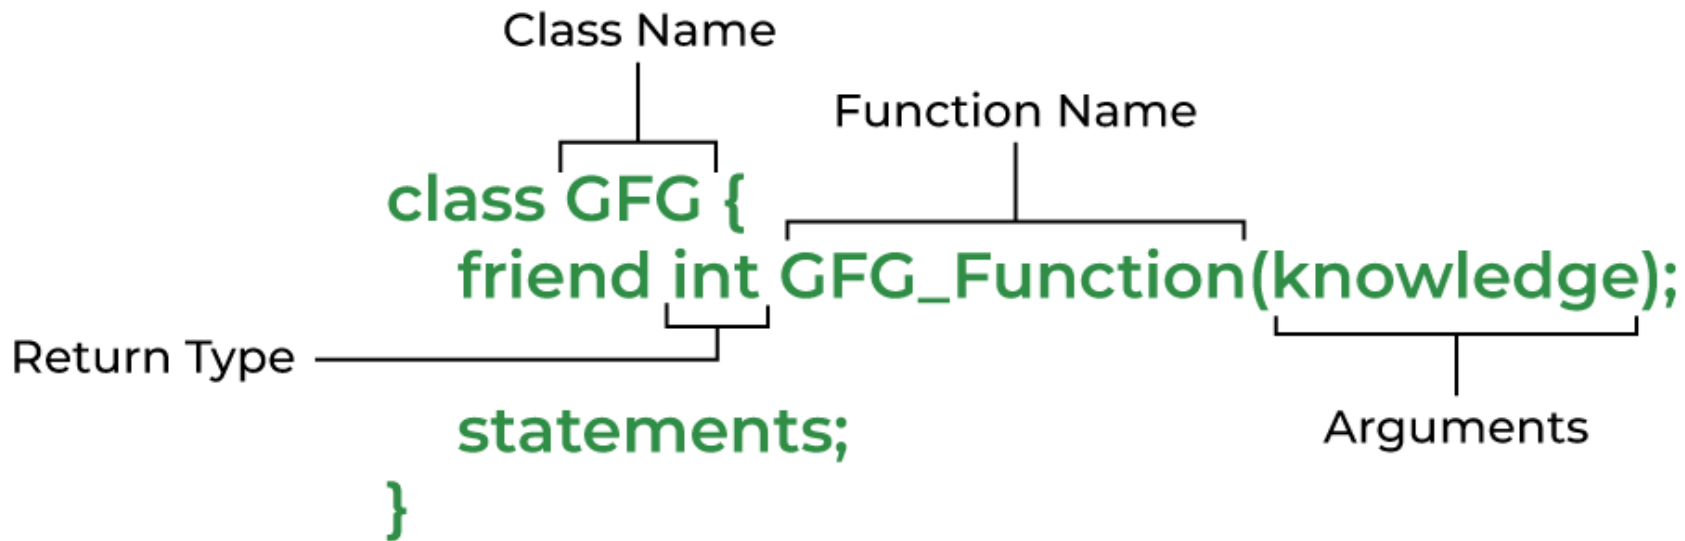 Class Name
Function Name
class GFG {
friend int GFG_Function(knowledge);
Return Type
statements;
Arguments
}